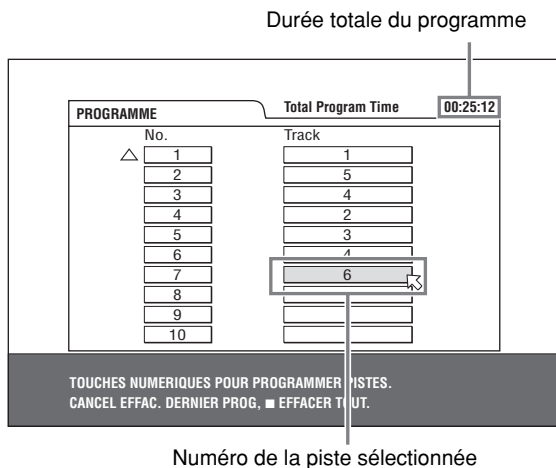 Durée totale du programme
PROGRAMME Total Program Time 00:25:12
No. Track
1 1
2 5
3 4
4 2
5 3
6 4
7 6
8
9
10
TOUCHES NUMERIQUES POUR PROGRAMMER PISTES.
CANCEL EFFAC. DERNIER PROG, ■ EFFACER TOUT.
Numéro de la piste sélectionnée